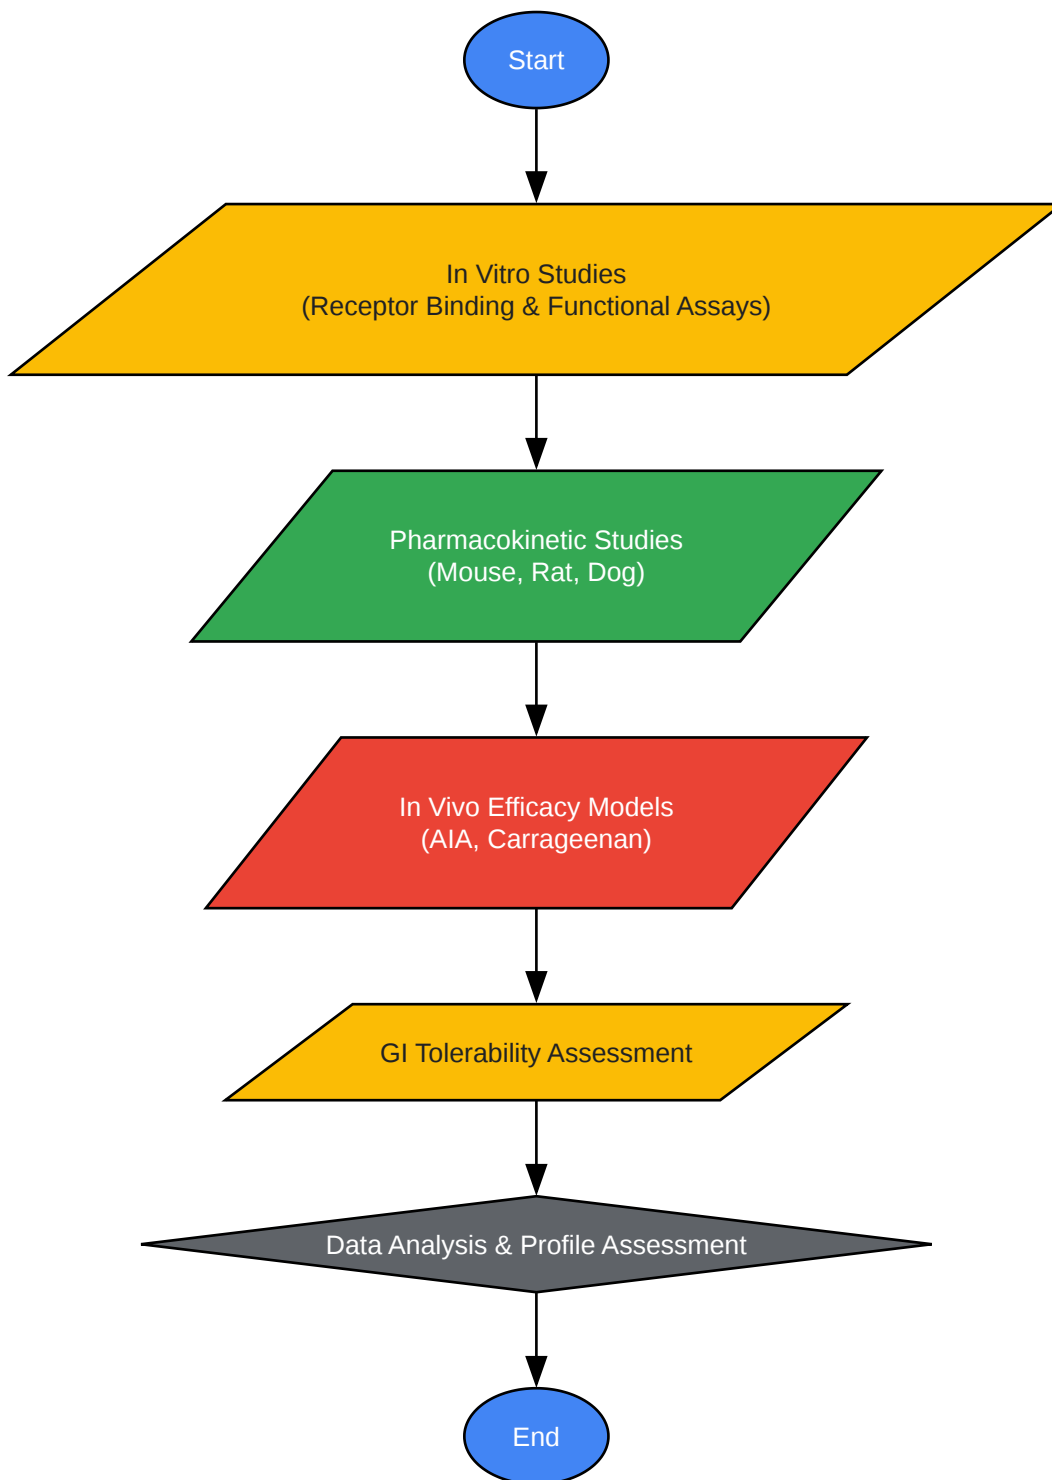 Start
In Vitro Studies
(Receptor Binding & Functional Assays)
Pharmacokinetic Studies
(Mouse, Rat, Dog)
In Vivo Efficacy Models
(AIA, Carrageenan)
GI Tolerability Assessment
Data Analysis & Profile Assessment
End